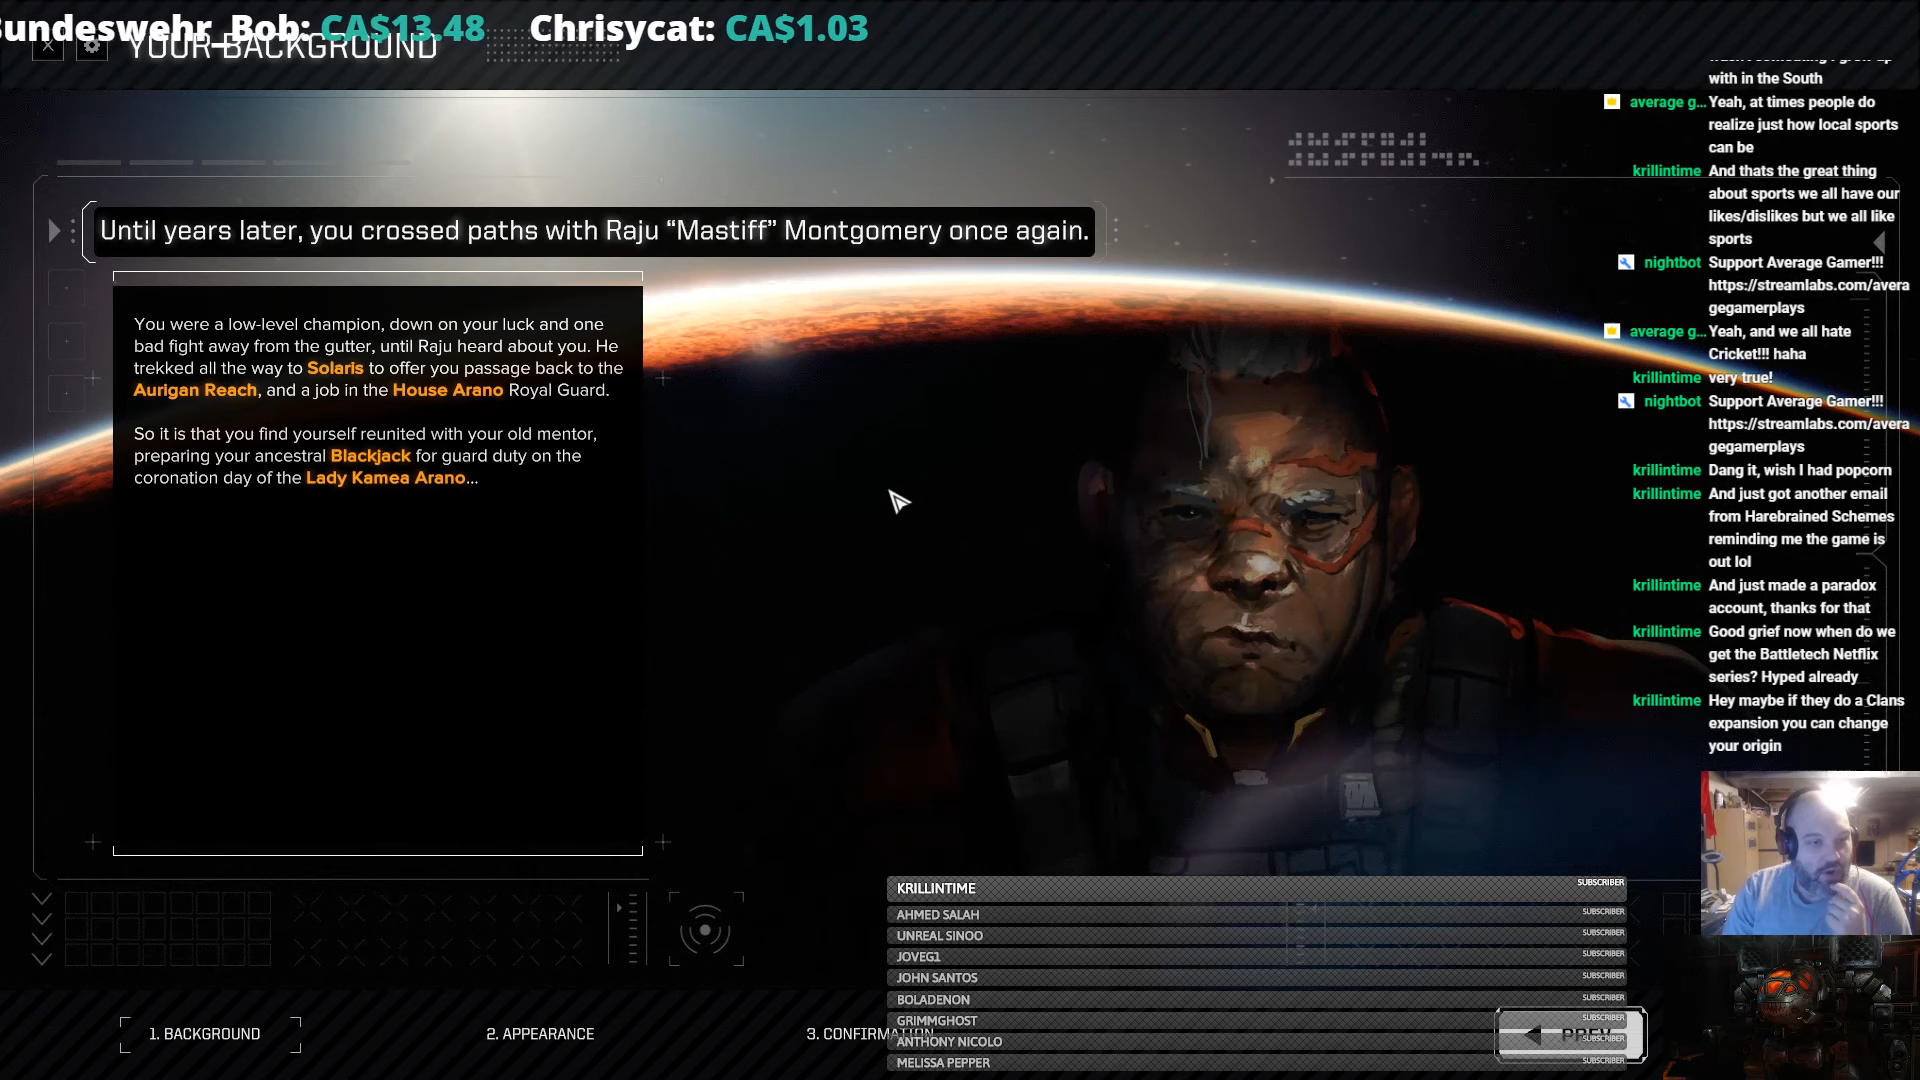 Bundeswehr_Bob: CA$13.48 Chrisycat: CA$1.03
YOUR BACKGROUND
Until years later, you crossed paths with Raju “Mastiff” Montgomery once again.
You were a low-level champion, down on your luck and one
bad fight away from the gutter, until Raju heard about you. He
trekked all the way to Solaris to offer you passage back to the
Aurigan Reach, and a job in the House Arano Royal Guard.
So it is that you find yourself reunited with your old mentor,
preparing your ancestral Blackjack for guard duty on the
coronation day of the Lady Kamea Arano...
with in the South
average g... Yeah, at times people do
realize just how local sports
can be
krillintime And thats the great thing
about sports we all have our
likes/dislikes but we all like
sports
nightbot Support Average Gamer!!!
https://streamlabs.com/avera
gegamerplays
average g... Yeah, and we all hate
Cricket!!! haha
krillintime very true!
nightbot Support Average Gamer!!!
https://streamlabs.com/avera
gegamerplays
krillintime Dang it, wish I had popcorn
krillintime And just got another email
from Harebrained Schemes
reminding me the game is
out lol
krillintime And just made a paradox
account, thanks for that
krillintime Good grief now when do we
get the Battletech Netflix
series? Hyped already
krillintime Hey maybe if they do a Clans
expansion you can change
your origin
KRILLINTIME SUBSCRIBER
AHMED SALAH SUBSCRIBER
UNREAL SINOO SUBSCRIBER
JOVEG1 SUBSCRIBER
JOHN SANTOS SUBSCRIBER
BOLADENON SUBSCRIBER
GRIMMGHOST SUBSCRIBER
ANTHONY NICOLO SUBSCRIBER
MELISSA PEPPER SUBSCRIBER
1. BACKGROUND
2. APPEARANCE
3. CONFIRMATION
PREV